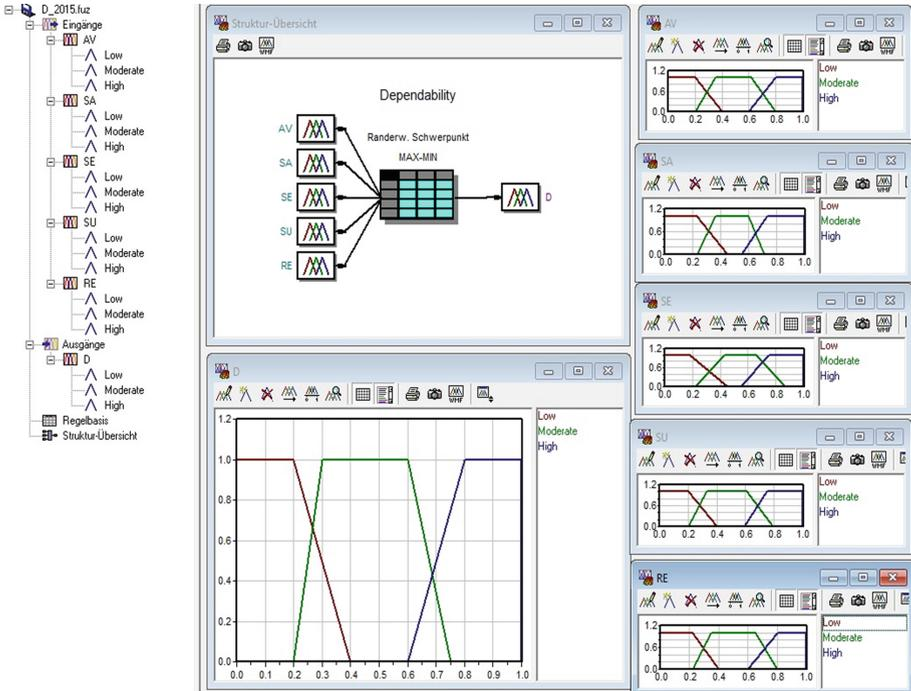 D_2015.fuz
Eingänge
AV
Low
Moderate
High
SA
Low
Moderate
High
SE
Low
Moderate
High
SU
Low
Moderate
High
RE
Low
Moderate
High
Ausgänge
D
Low
Moderate
High
Regelbasis
Struktur-Übersicht
Struktur-Übersicht
WMF
Dependability
Randerw. Schwerpunkt
MAX-MIN
AV
SA
SE
SU
RE
D
D
WMF
1.2
1.0
0.8
0.6
0.4
0.2
0.0
0.0 0.1 0.2 0.3 0.4 0.5 0.6 0.7 0.8 0.9 1.0
Low
Moderate
High
AV
WMF
1.2
0.6
0.0
0.0 0.2 0.4 0.6 0.8 1.0
Low
Moderate
High
SA
WMF
1.2
0.6
0.0
0.0 0.2 0.4 0.6 0.8 1.0
Low
Moderate
High
SE
WMF
1.2
0.6
0.0
0.0 0.2 0.4 0.6 0.8 1.0
Low
Moderate
High
SU
WMF
1.2
0.6
0.0
0.0 0.2 0.4 0.6 0.8 1.0
Low
Moderate
High
RE
WMF
1.2
0.6
0.0
0.0 0.2 0.4 0.6 0.8 1.0
Low
Moderate
High